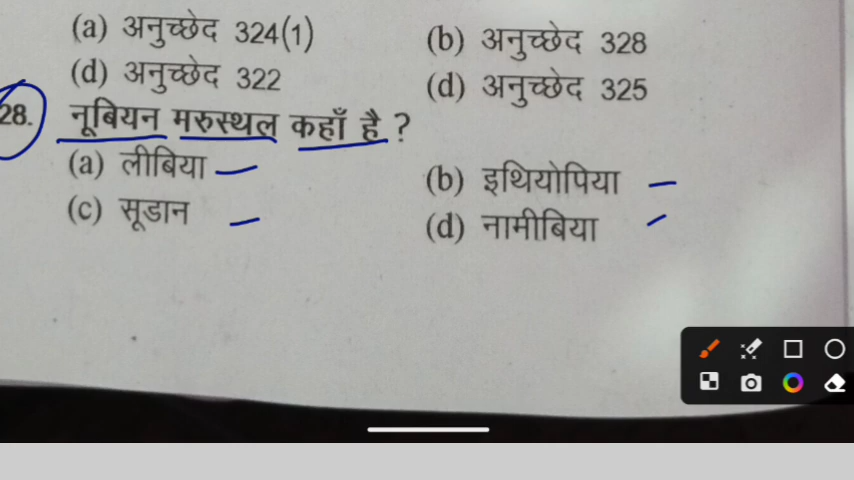 (a) अनुच्छेद 324(1) (b) अनुच्छेद 328
(d) अनुच्छेद 322 (d) अनुच्छेद 325
28. नूबियन मरुस्थल कहाँ है ?
(a) लीबिया (b) इथियोपिया
(c) सूडान (d) नामीबिया